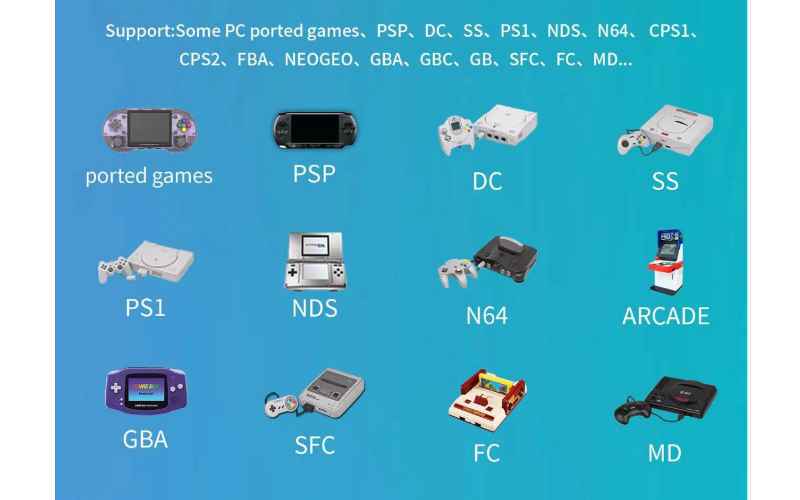 Support:Some PC ported games、PSP、DC、SS、PS1、NDS、N64、CPS1、
CPS2、FBA、NEOGEO、GBA、GBC、GB、SFC、FC、MD...
ported games
PSP
DC
SS
PS1
NDS
N64
ARCADE
GBA
SFC
FC
MD